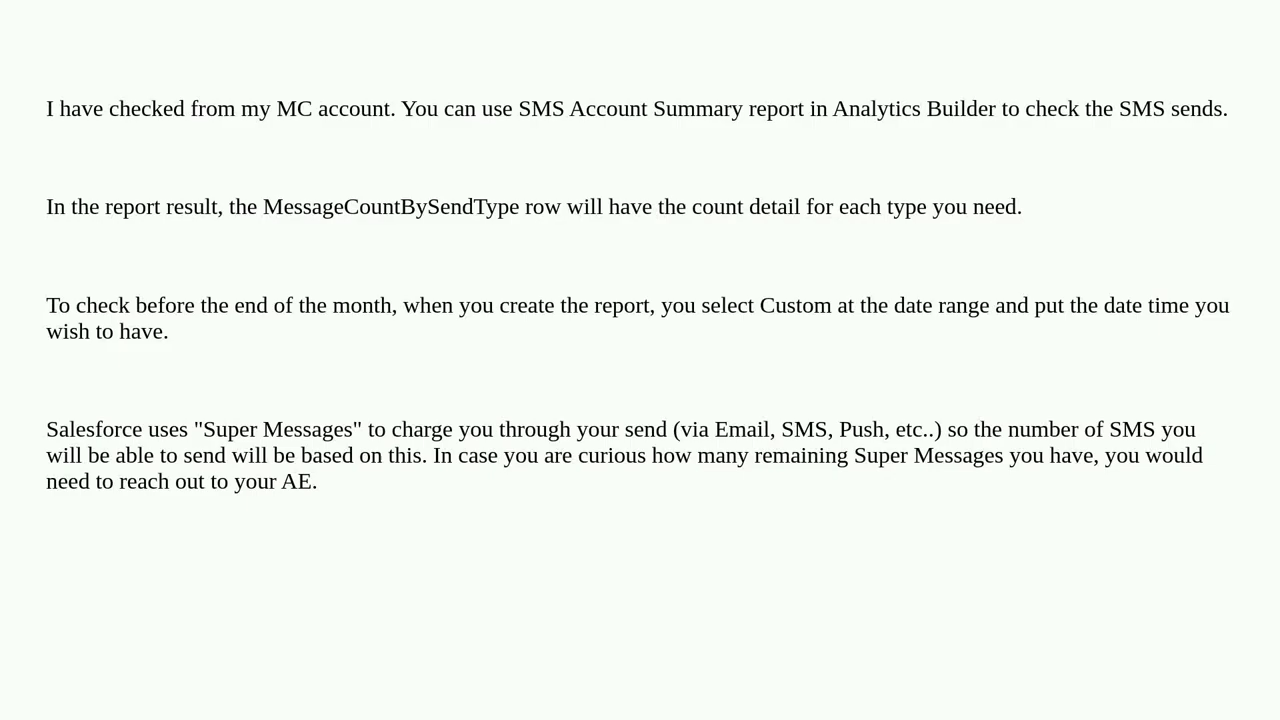 I have checked from my MC account. You can use SMS Account Summary report in Analytics Builder to check the SMS sends.
In the report result, the MessageCountBySendType row will have the count detail for each type you need.
To check before the end of the month, when you create the report, you select Custom at the date range and put the date time you
wish to have.
Salesforce uses "Super Messages" to charge you through your send (via Email, SMS, Push, etc..) so the number of SMS you
will be able to send will be based on this. In case you are curious how many remaining Super Messages you have, you would
need to reach out to your AE.